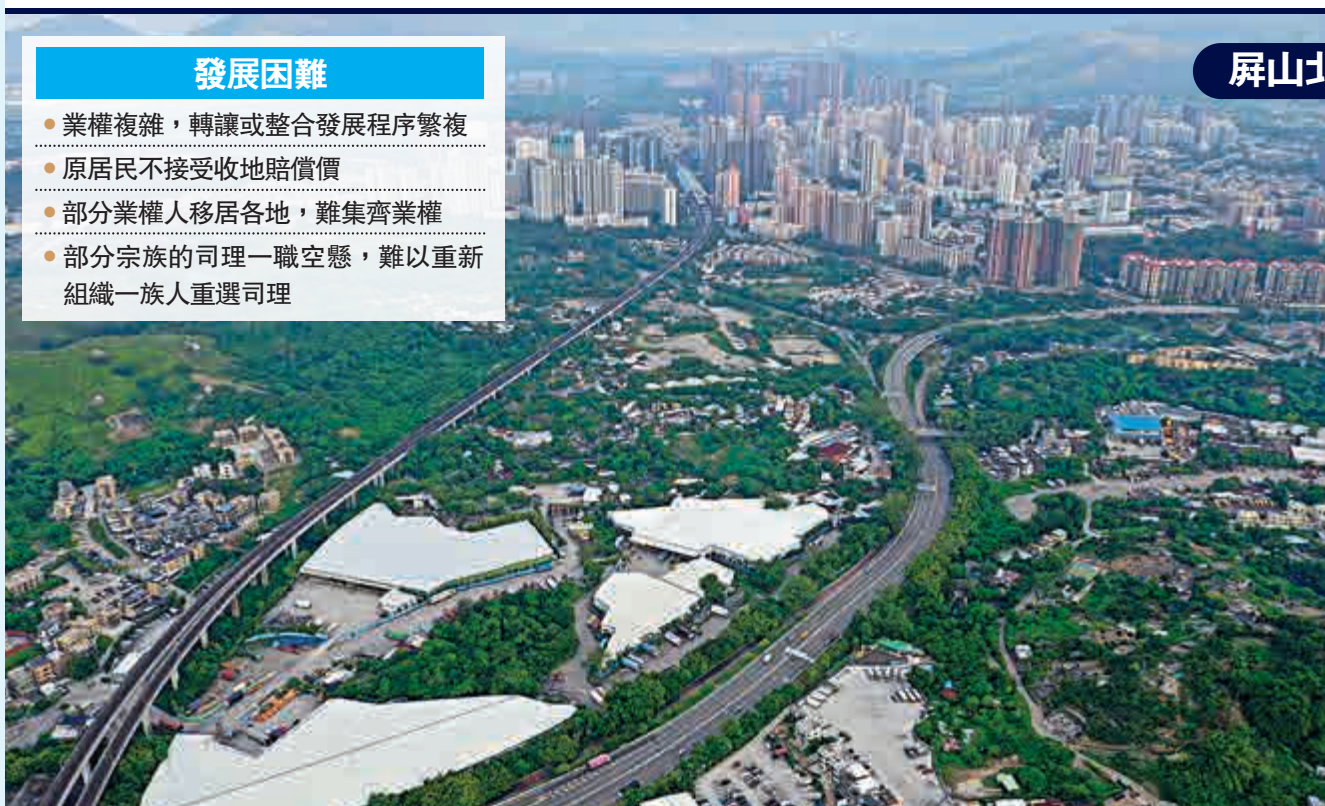 發展困難
• 業權複雜，轉讓或整合發展程序繁複
• 原居民不接受收地賠償價
• 部分業權人移居各地，難集齊業權
• 部分宗族的司理一職空懸，難以重新
組織一族人重選司理
屏山北